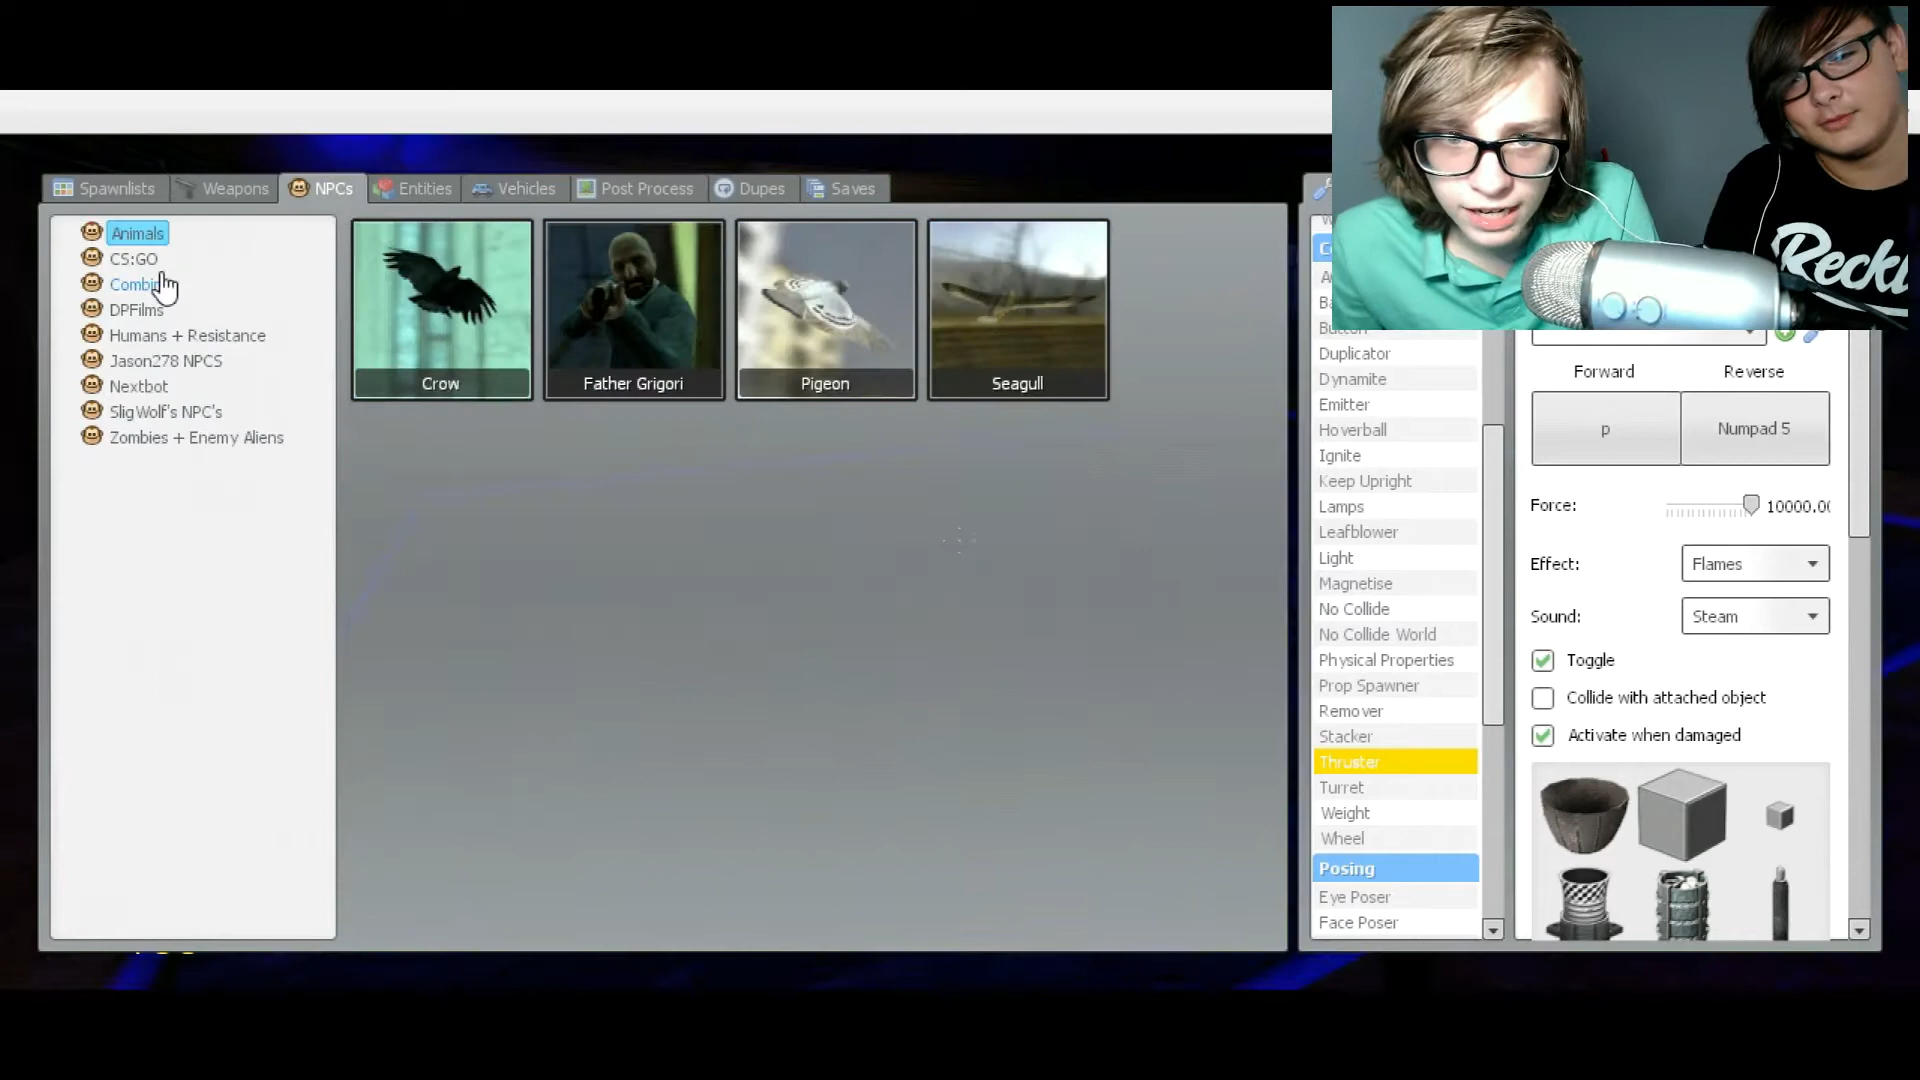 Spawnlists
Weapons
NPCs
Entities
Vehicles
Post Process
Dupes
Saves
Animals
CS:GO
DPFilms
Humans + Resistance
Jason278 NPCS
Nextbot
SligWolf's NPC's
Zombies + Enemy Aliens
Crow
Father Grigori
Pigeon
Seagull
Duplicator
Dynamite
Emitter
Hoverball
Ignite
Keep Upright
Lamps
Leafblower
Light
Magnetise
No Collide
No Collide World
Physical Properties
Prop Spawner
Remover
Stacker
Thruster
Turret
Weight
Wheel
Posing
Eye Poser
Face Poser
Forward Reverse
p Numpad 5
Force: 10000.00
Effect: Flames
Sound: Steam
Toggle
Collide with attached object
Activate when damaged